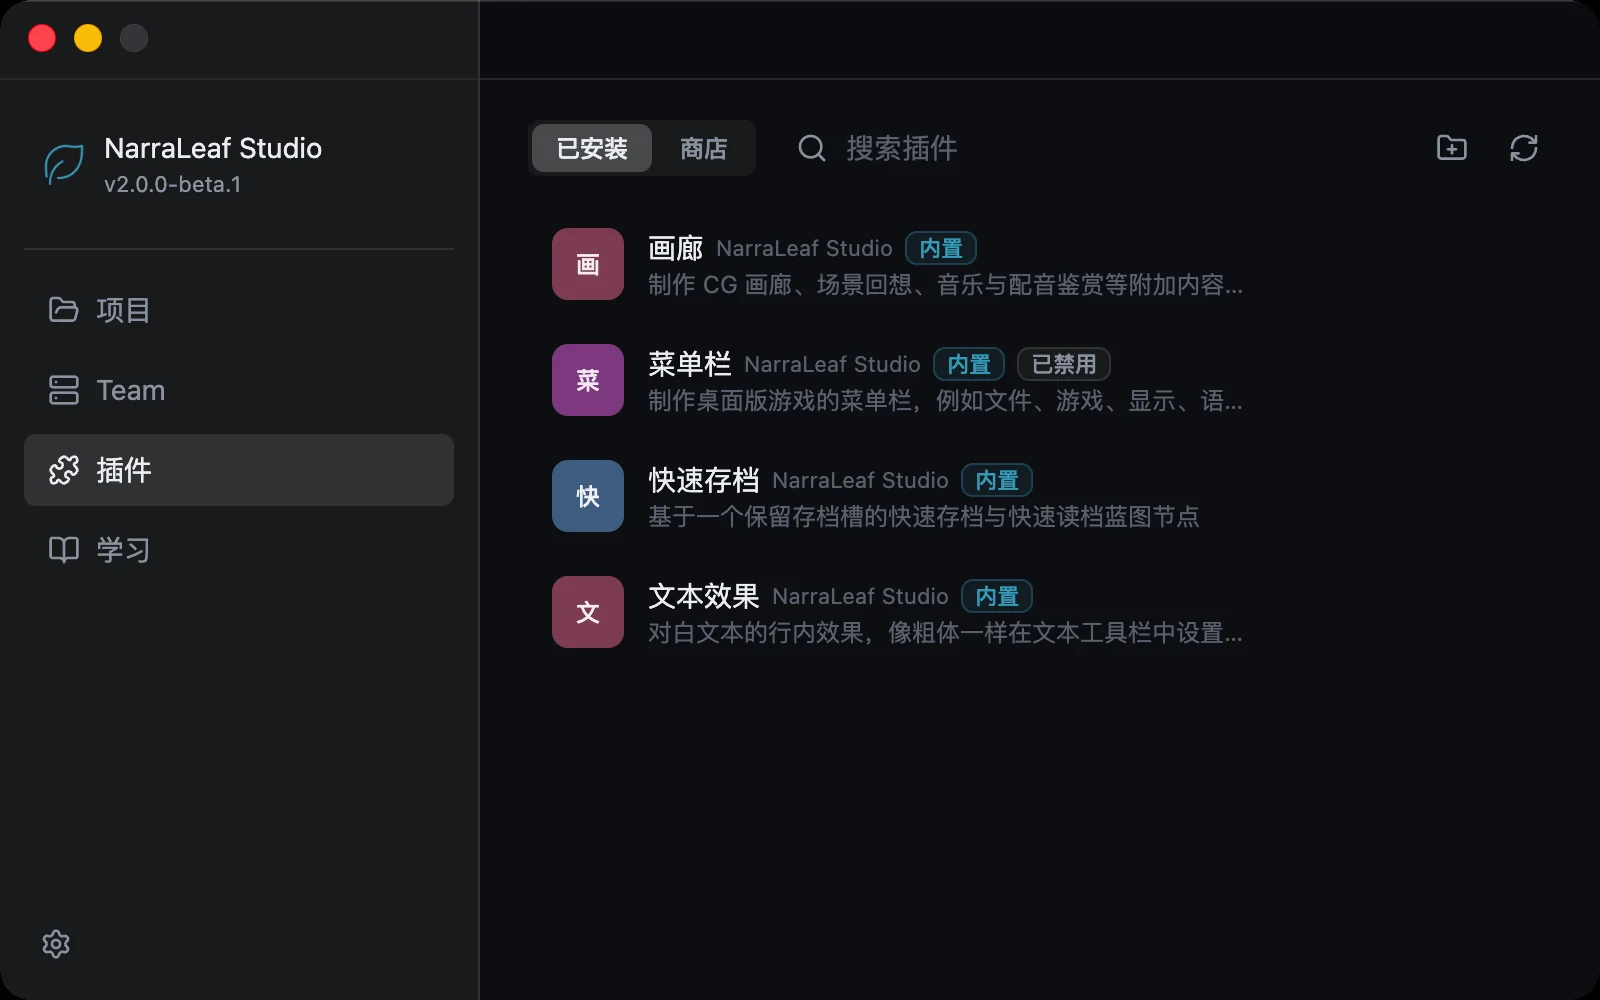 NarraLeaf Studio
v2.0.0-beta.1
项目
Team
插件
学习
已安装 商店 搜索插件
画
画廊 NarraLeaf Studio 内置
制作 CG 画廊、场景回想、音乐与配音鉴赏等附加内容...
菜
菜单栏 NarraLeaf Studio 内置 已禁用
制作桌面版游戏的菜单栏，例如文件、游戏、显示、语...
快
快速存档 NarraLeaf Studio 内置
基于一个保留存档槽的快速存档与快速读档蓝图节点
文
文本效果 NarraLeaf Studio 内置
对白文本的行内效果，像粗体一样在文本工具栏中设置...